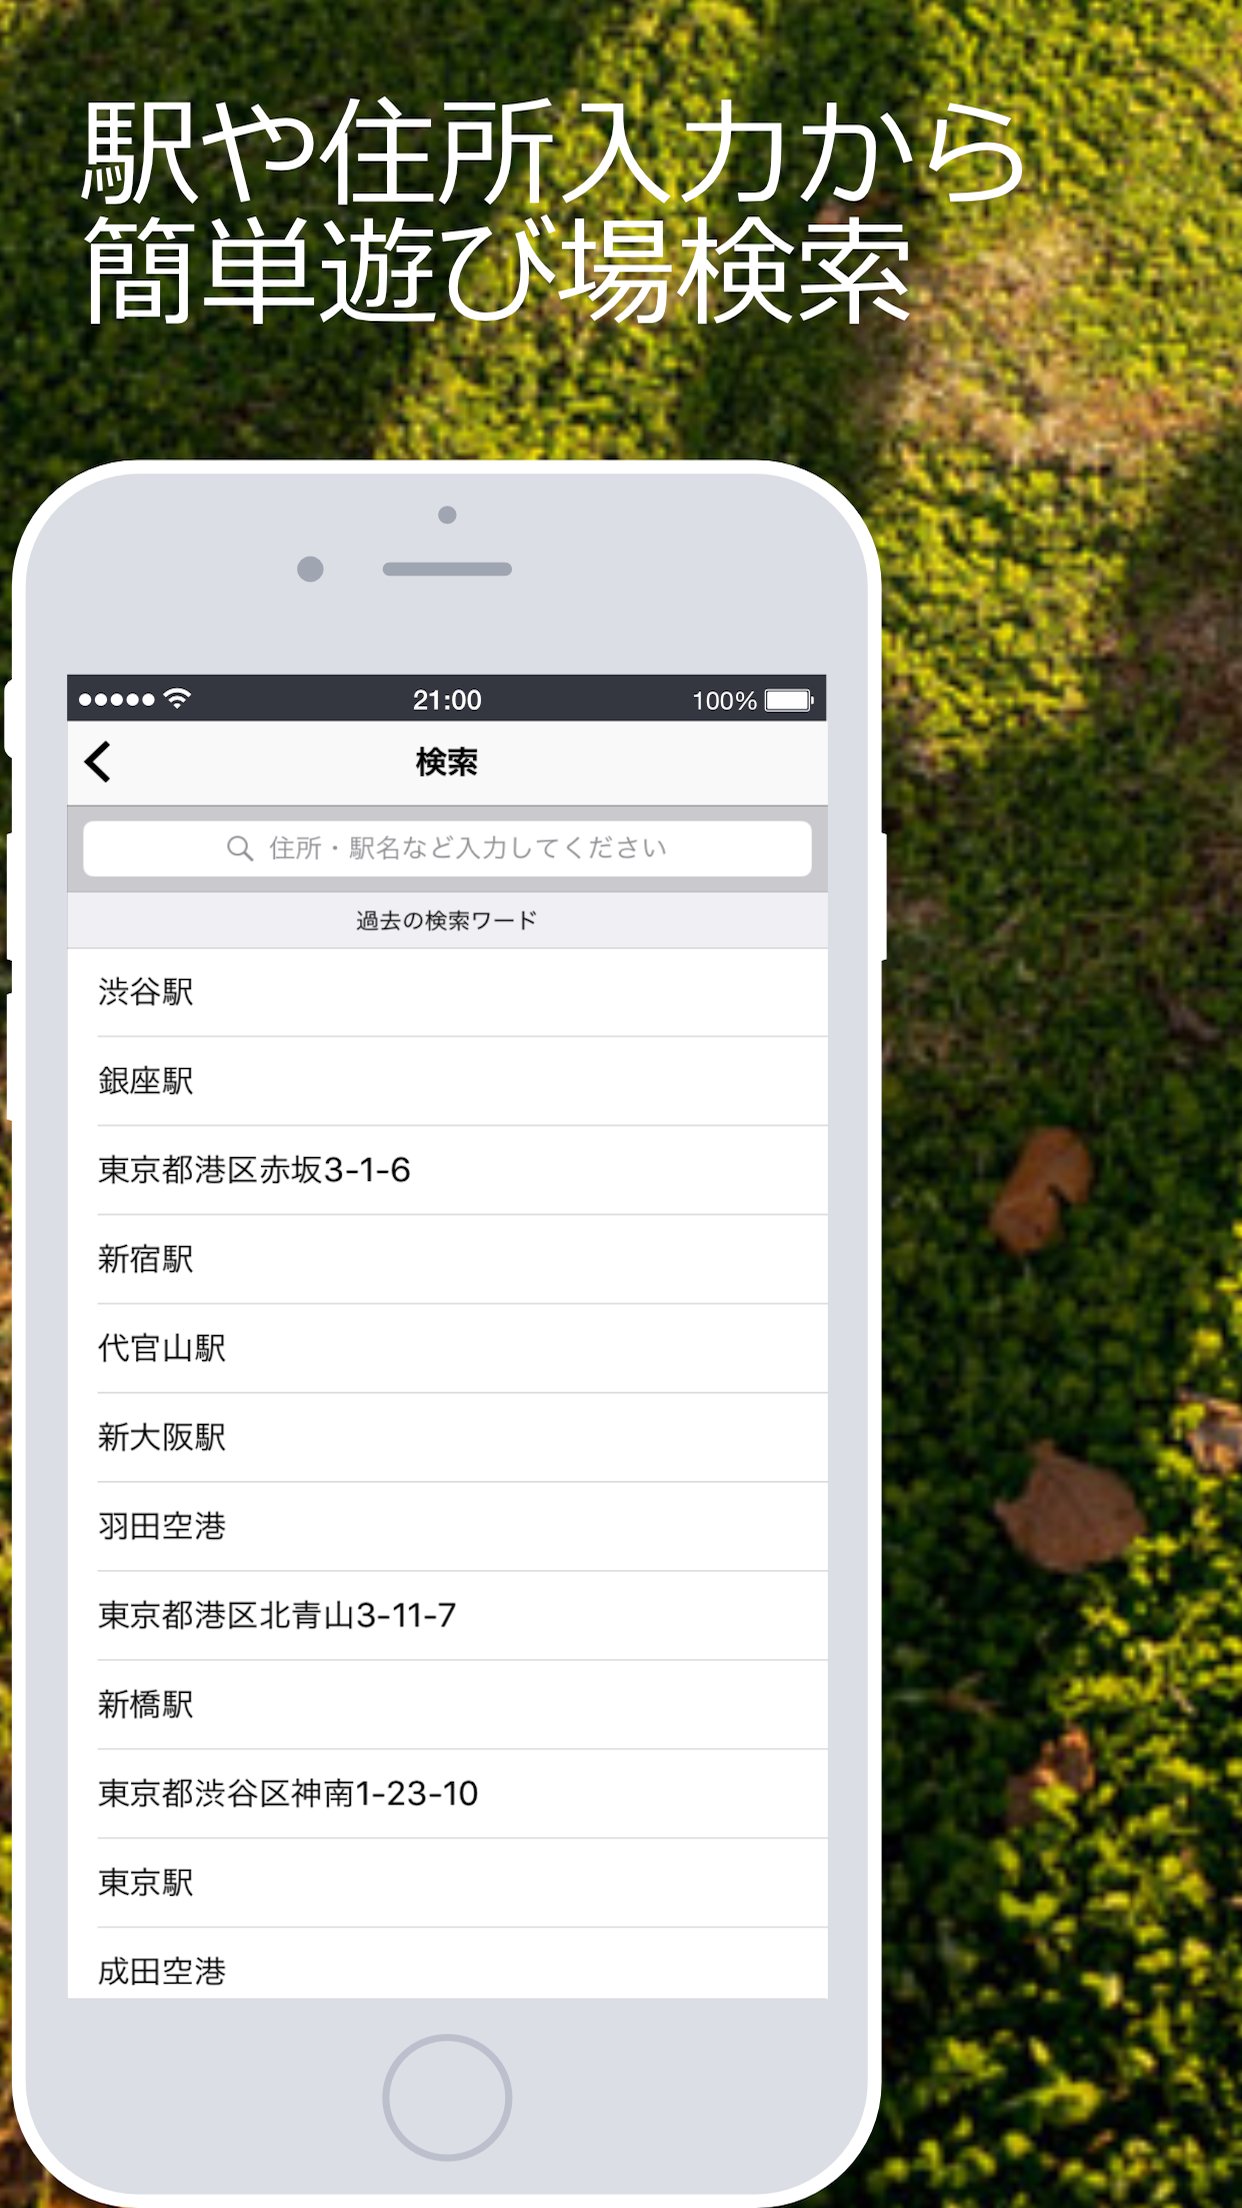 駅や住所入力から
簡単遊び場検索
21:00
100%
検索
住所・駅名など入力してください
過去の検索ワード
渋谷駅
銀座駅
東京都港区赤坂3-1-6
新宿駅
代官山駅
新大阪駅
羽田空港
東京都港区北青山3-11-7
新橋駅
東京都渋谷区神南1-23-10
東京駅
成田空港